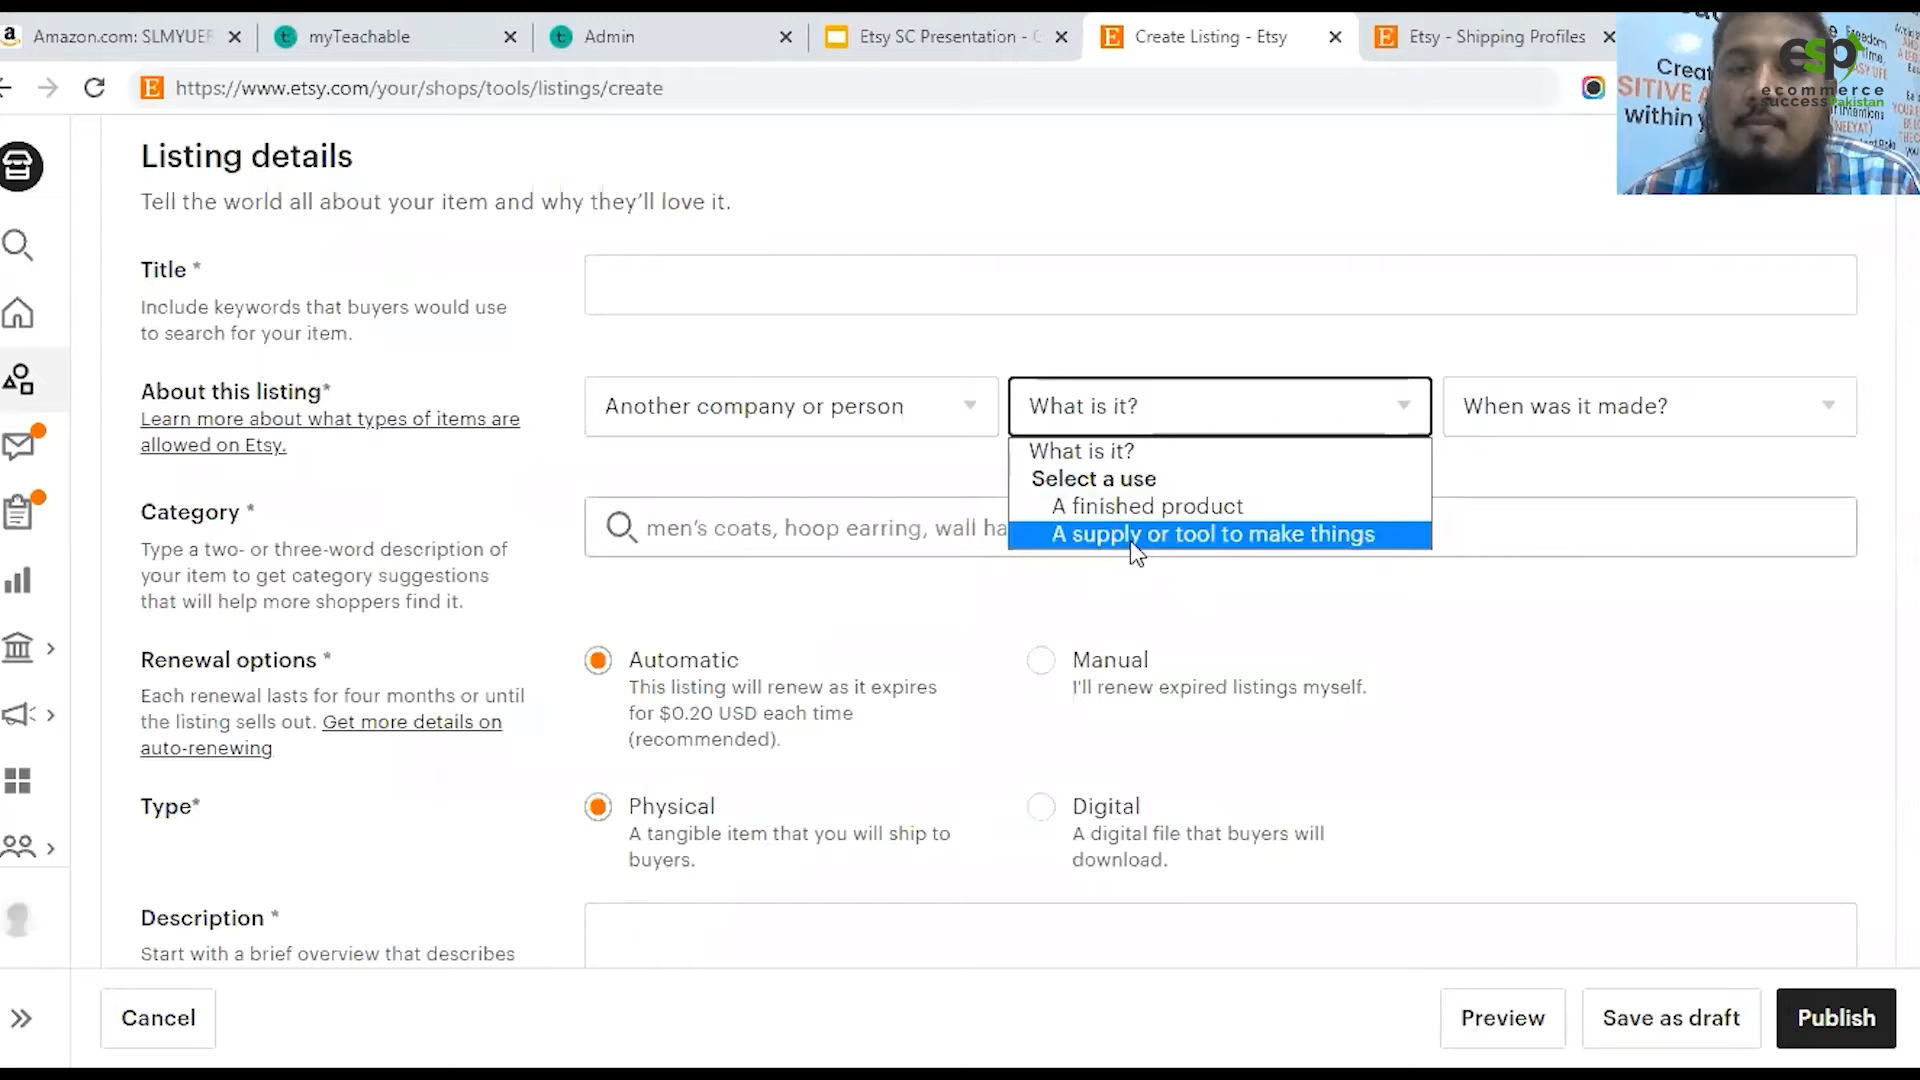 Amazon.com: SLMYUER
myTeachable
Admin
Etsy SC Presentation - G
Create Listing - Etsy
Etsy - Shipping Profiles
https://www.etsy.com/your/shops/tools/listings/create
esp
ecommerce
success Pakistan
Creat
SITIVE A
within y
Freedom
Listing details
Tell the world all about your item and why they’ll love it.
Title *
Include keywords that buyers would use
to search for your item.
About this listing*
Learn more about what types of items are
allowed on Etsy.
Another company or person
What is it?
When was it made?
What is it?
Select a use
A finished product
A supply or tool to make things
Category *
Type a two- or three-word description of
your item to get category suggestions
that will help more shoppers find it.
men’s coats, hoop earring, wall ha
Renewal options *
Each renewal lasts for four months or until
the listing sells out. Get more details on
auto-renewing
Automatic
This listing will renew as it expires
for $0.20 USD each time
(recommended).
Manual
I'll renew expired listings myself.
Type*
Physical
A tangible item that you will ship to
buyers.
Digital
A digital file that buyers will
download.
Description *
Start with a brief overview that describes
Cancel
Preview
Save as draft
Publish